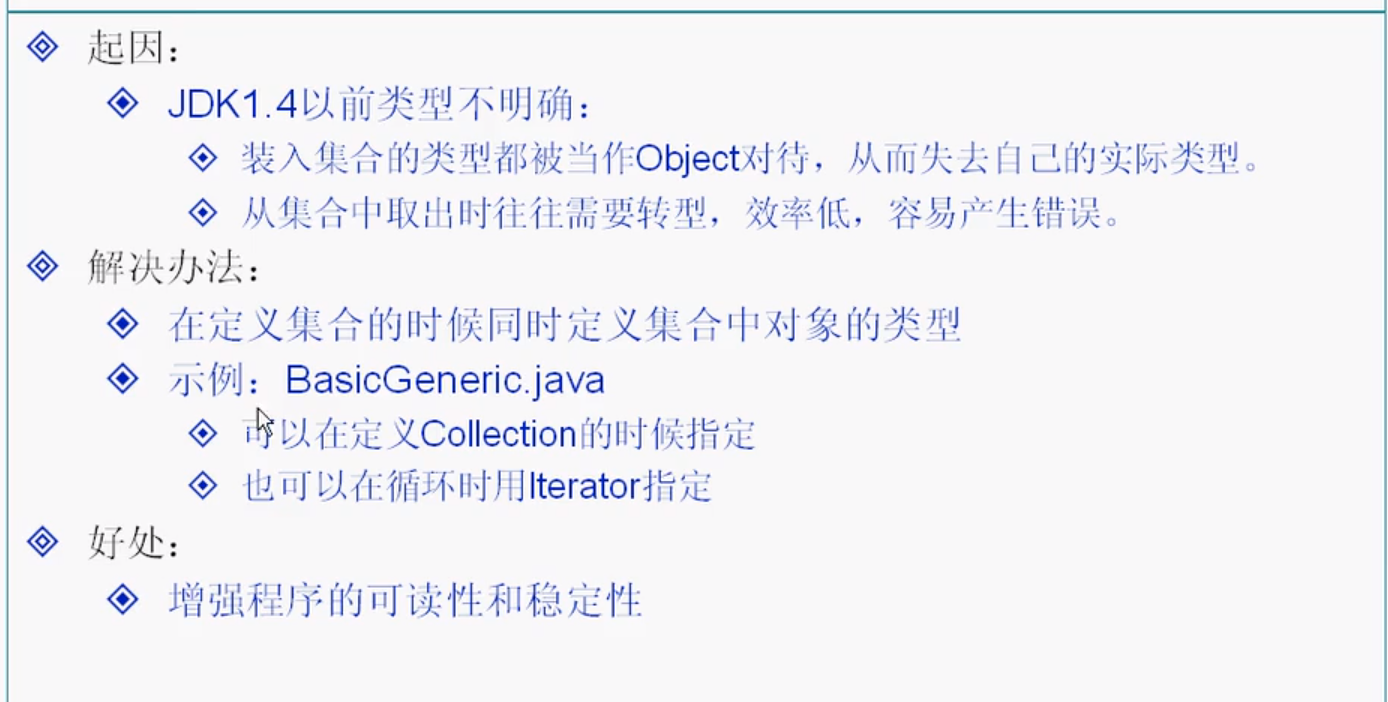 起因：
JDK1.4以前类型不明确：
装入集合的类型都被当作Object对待，从而失去自己的实际类型。
从集合中取出时往往需要转型，效率低，容易产生错误。
解决办法：
在定义集合的时候同时定义集合中对象的类型
示例：BasicGeneric.java
可以在定义Collection的时候指定
也可以在循环时用Iterator指定
好处：
增强程序的可读性和稳定性